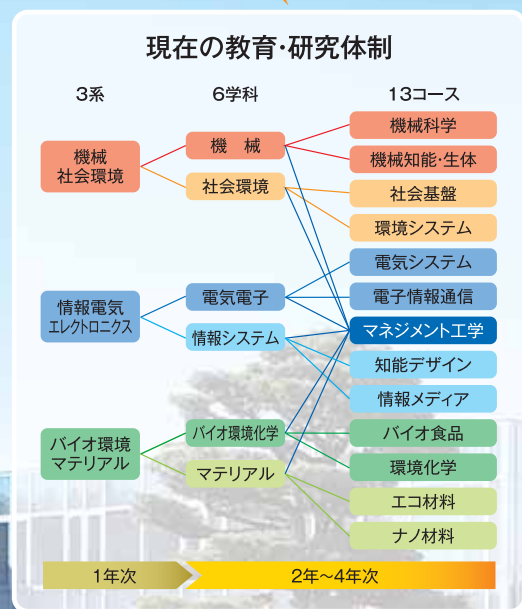 現在の教育・研究体制
3系
6学科
13コース
機械
社会環境
情報電気
エレクトロニクス
バイオ環境
マテリアル
機 械
社会環境
電気電子
情報システム
バイオ環境化学
マテリアル
機械科学
機械知能・生体
社会基盤
環境システム
電気システム
電子情報通信
マネジメント工学
知能デザイン
情報メディア
バイオ食品
環境化学
エコ材料
ナノ材料
1年次
2年～4年次